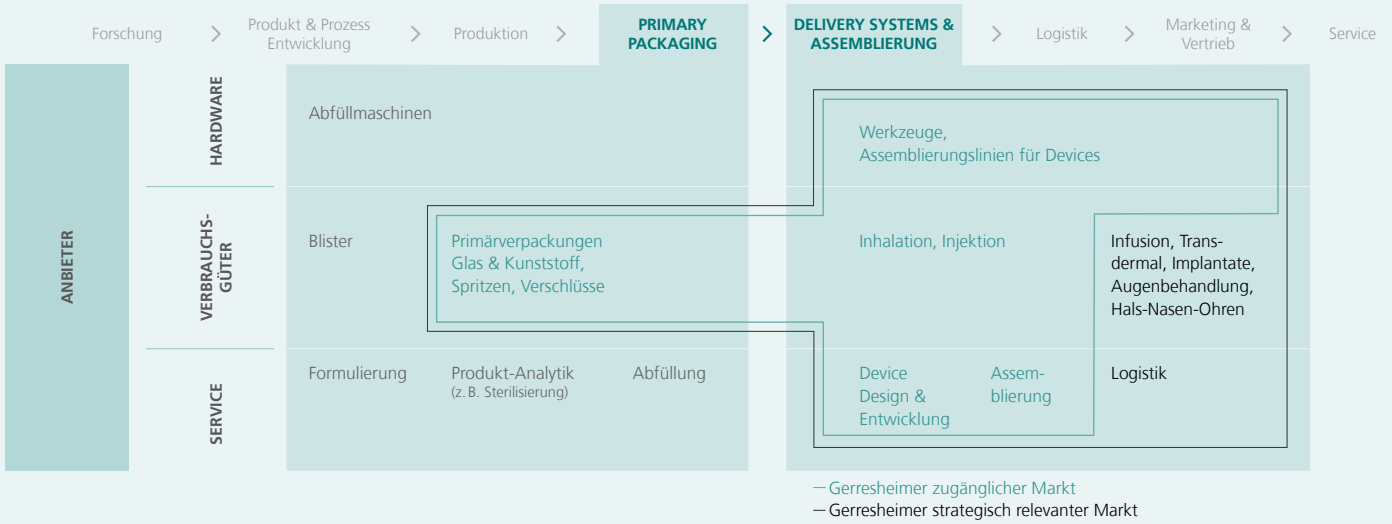 Forschung
Produkt & Prozess
Entwicklung
Produktion
PRIMARY
PACKAGING
DELIVERY SYSTEMS &
ASSEMBLIERUNG
Logistik
Marketing &
Vertrieb
Service
ANBIETER
HARDWARE
Abfüllmaschinen
Werkzeuge,
Assemblierungslinien für Devices
VERBRAUCHS-
GÜTER
Blister
Primärverpackungen
Glas & Kunststoff,
Spritzen, Verschlüsse
Inhalation, Injektion
Infusion, Trans-
dermal, Implantate,
Augenbehandlung,
Hals-Nasen-Ohren
SERVICE
Formulierung
Produkt-Analytik
(z. B. Sterilisierung)
Abfüllung
Device
Design &
Entwicklung
Assem-
blierung
Logistik
Gerresheimer zugänglicher Markt
Gerresheimer strategisch relevanter Markt